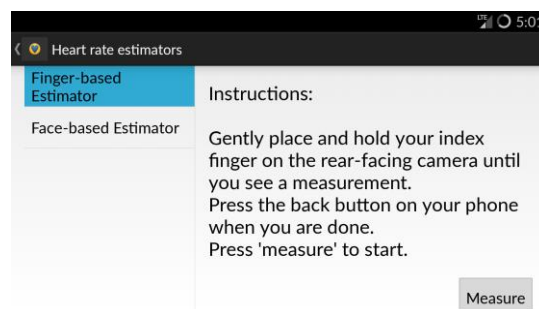 LTE 5:01
Heart rate estimators
Finger-based
Estimator
Face-based Estimator
Instructions:
Gently place and hold your index
finger on the rear-facing camera until
you see a measurement.
Press the back button on your phone
when you are done.
Press 'measure' to start.
Measure